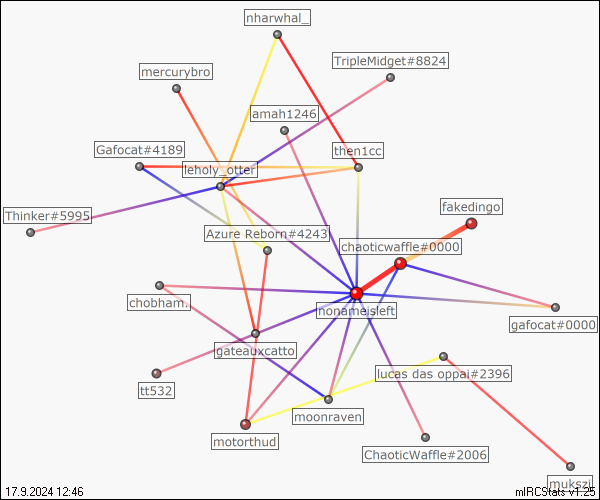 nharwhal_
TripleMidget#8824
mercurybro
amah1246
Gafocat#4189
then1cc
leholy_otter
fakedingo
Thinker#5995
Azure Reborn#4243
chaoticwaffle#0000
chobham.
nonameisleft
gafocat#0000
gateauxcatto
lucas das oppai#2396
tt532
moonraven
motorthud
ChaoticWaffle#2006
mukszi
17.9.2024 12:46
mIRCStats v1.25